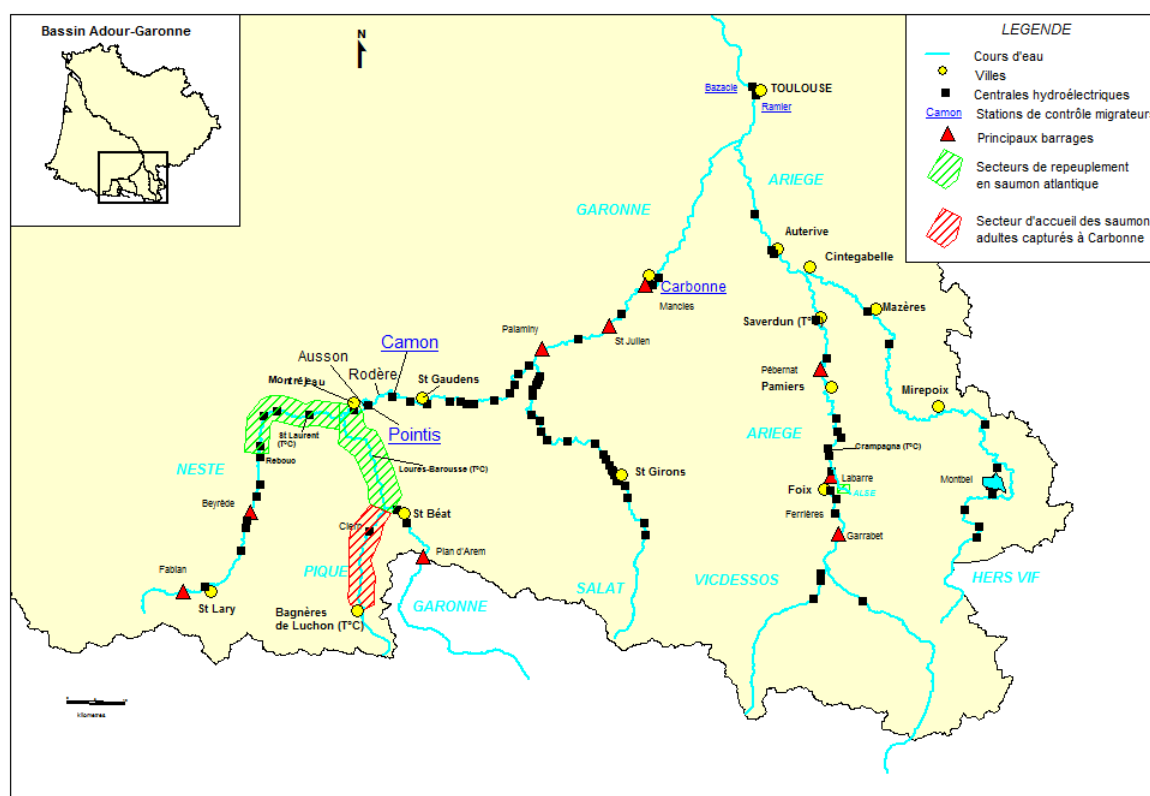 Bassin Adour-Garonne
N
LEGENDE
Cours d'eau
Villes
Centrales hydroélectriques
Camon
Stations de contrôle migrateurs
Principaux barrages
Secteurs de repeuplement
en saumon atlantique
Secteur d'accueil des saumon
adultes capturés à Carbonne
Bazacle
TOULOUSE
Ramier
ARIEGE
GARONNE
Auterive
Cintegabelle
Carbonne
Mancies
Mazères
Saverdun (T°
St Julien
Palaminy
Camon
Ausson
Rodère
Montréjeau
St Gaudens
Pébernat
Pamiers
Mirepoix
Pointis
St Laurent
(T°C)
ARIEGE
Crampagna (T°C)
Rebouo
Loures-Barousse (T°C)
NESTE
St Girons
Labarre
Montbel
Foix
ALSE
Beyrède
St Béat
Ferrières
Garrabet
Plan d'Arem
Fabian
PIQUE
SALAT
VICDESSOS
HERS VIF
St Lary
GARONNE
Bagnères
de Luchon (T°C)
kilometres